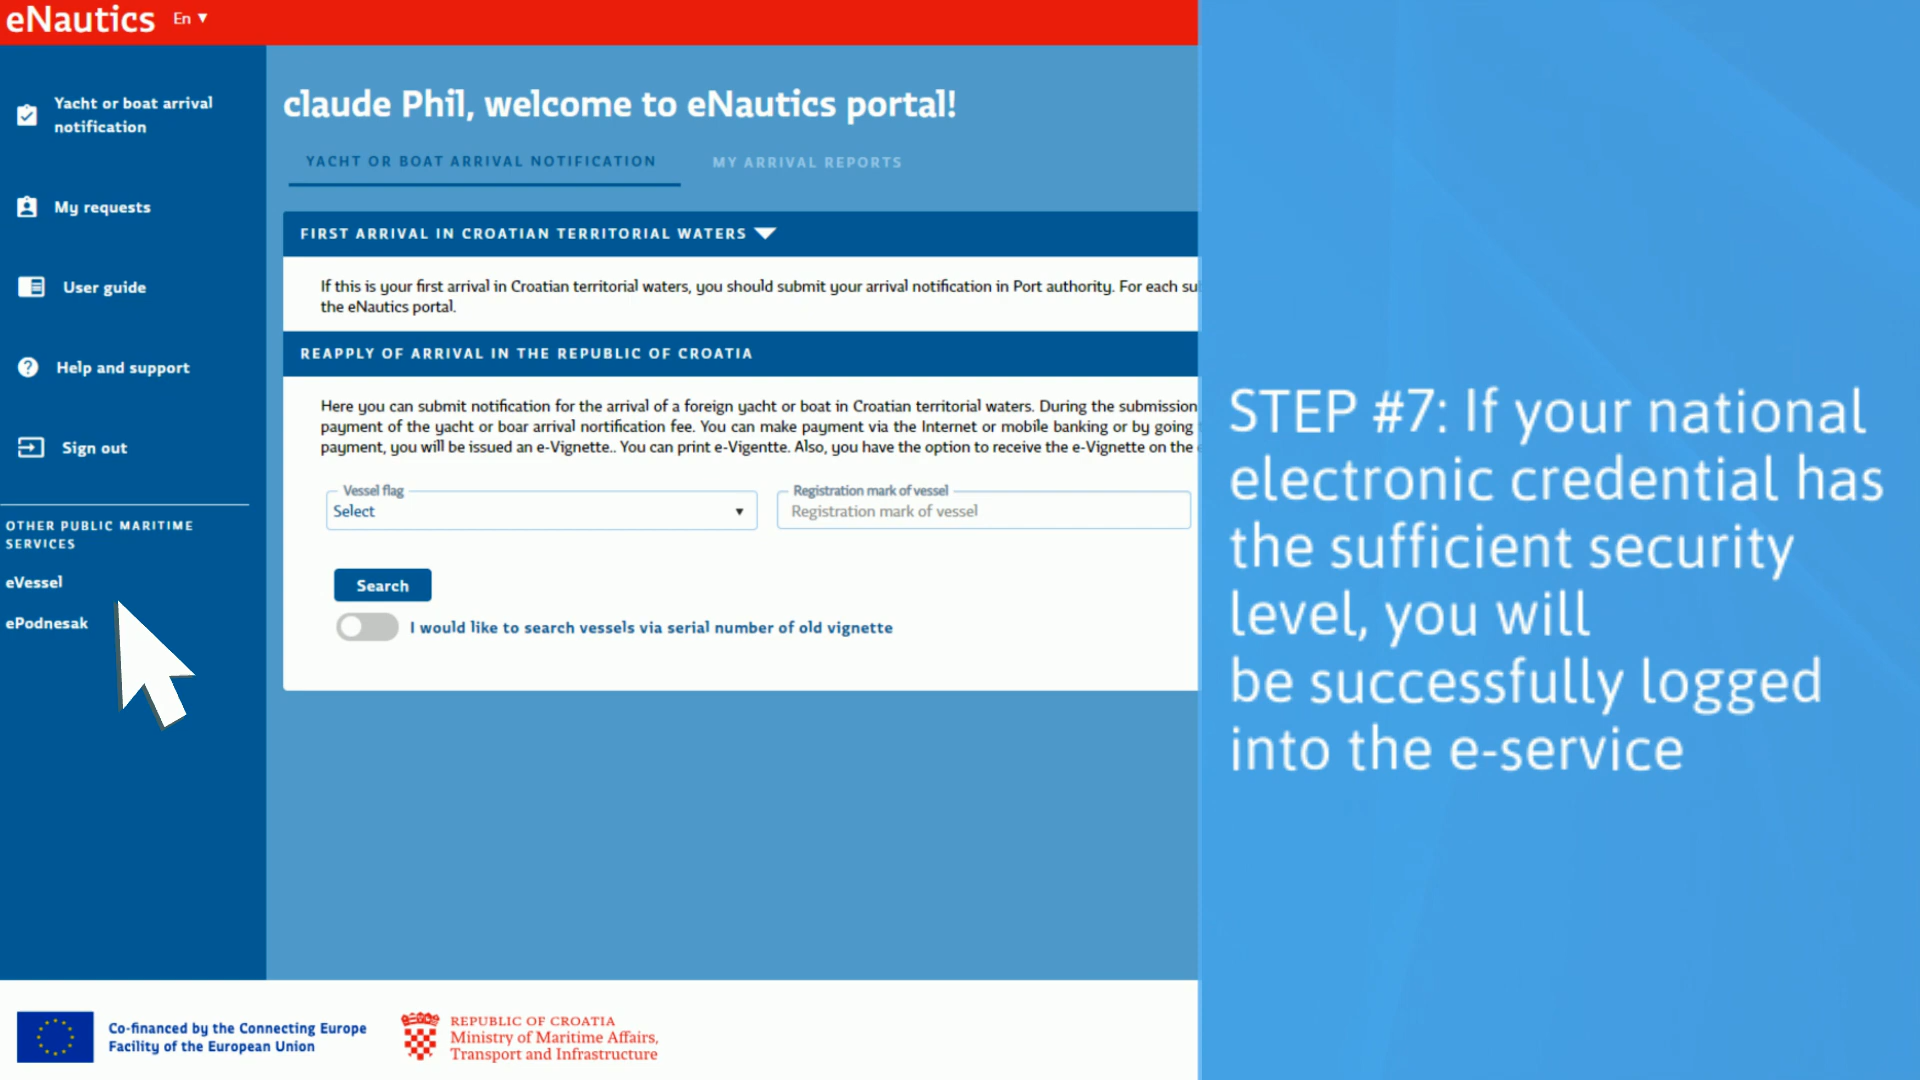 eNautics En
Yacht or boat arrival
notification
My requests
User guide
Help and support
Sign out
OTHER PUBLIC MARITIME
SERVICES
eVessel
ePodnesak
claude Phil, welcome to eNautics portal!
YACHT OR BOAT ARRIVAL NOTIFICATION MY ARRIVAL REPORTS
FIRST ARRIVAL IN CROATIAN TERRITORIAL WATERS
If this is your first arrival in Croatian territorial waters, you should submit your arrival notification in Port authority. For each su
the eNautics portal.
REAPPLY OF ARRIVAL IN THE REPUBLIC OF CROATIA
Here you can submit notification for the arrival of a foreign yacht or boat in Croatian territorial waters. During the submission
payment of the yacht or boar arrival nortification fee. You can make payment via the Internet or mobile banking or by going
payment, you will be issued an e-Vignette.. You can print e-Vigentte. Also, you have the option to receive the e-Vignette on the
Vessel flag
Select
Registration mark of vessel
Registration mark of vessel
Search
I would like to search vessels via serial number of old vignette
Co-financed by the Connecting Europe
Facility of the European Union
REPUBLIC OF CROATIA
Ministry of Maritime Affairs,
Transport and Infrastructure
STEP #7: If your national
electronic credential has
the sufficient security
level, you will
be successfully logged
into the e-service